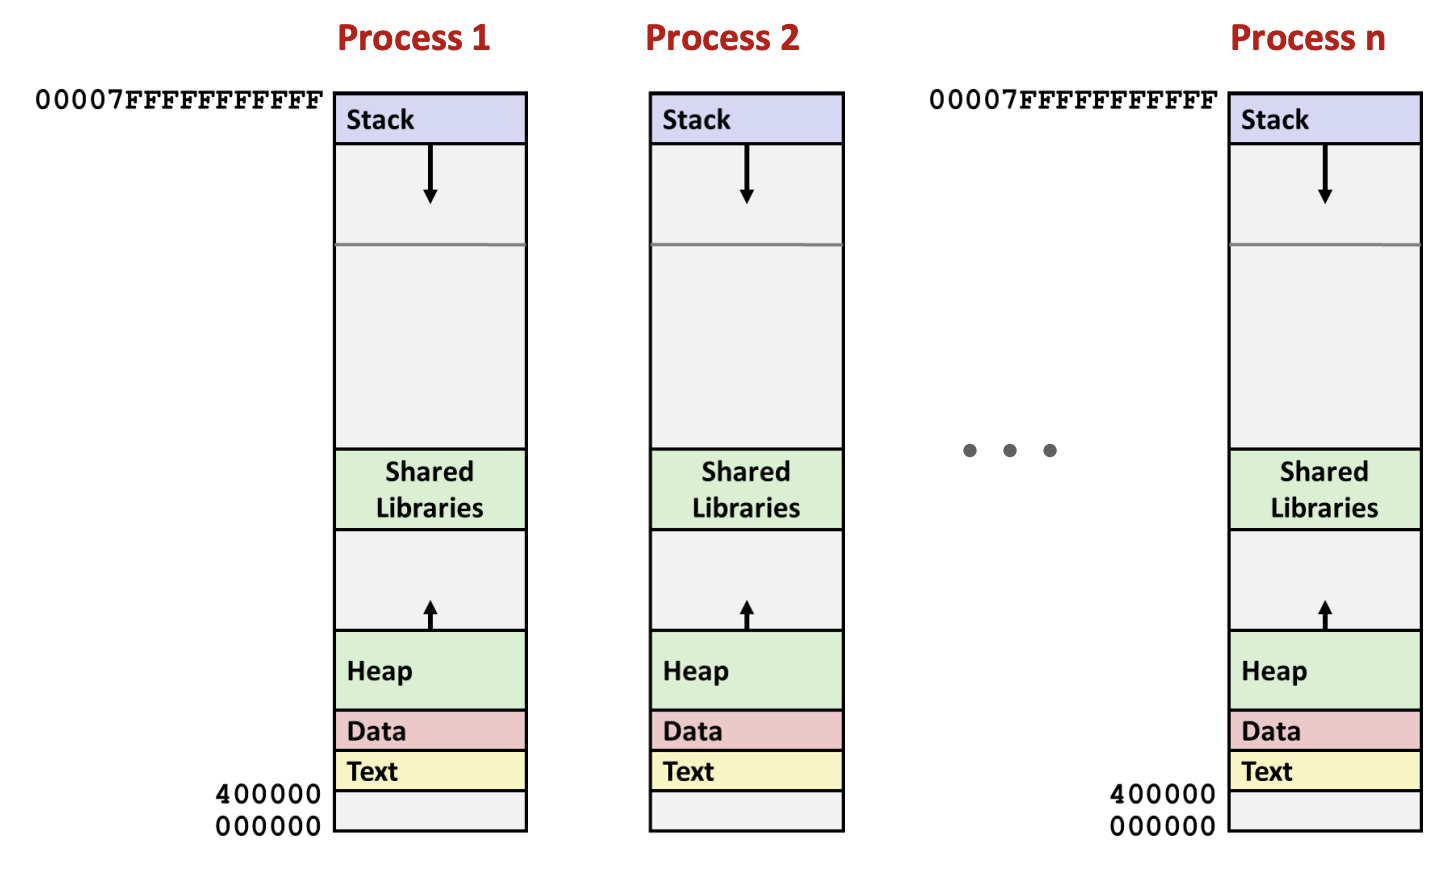 Process 1
Process 2
Process n
00007FFFFFFFFFFF
Stack
Stack
00007FFFFFFFFFFF
Stack
Shared
Libraries
Shared
Libraries
Shared
Libraries
Heap
Heap
Heap
Data
Data
Data
Text
Text
Text
400000
400000
000000
000000